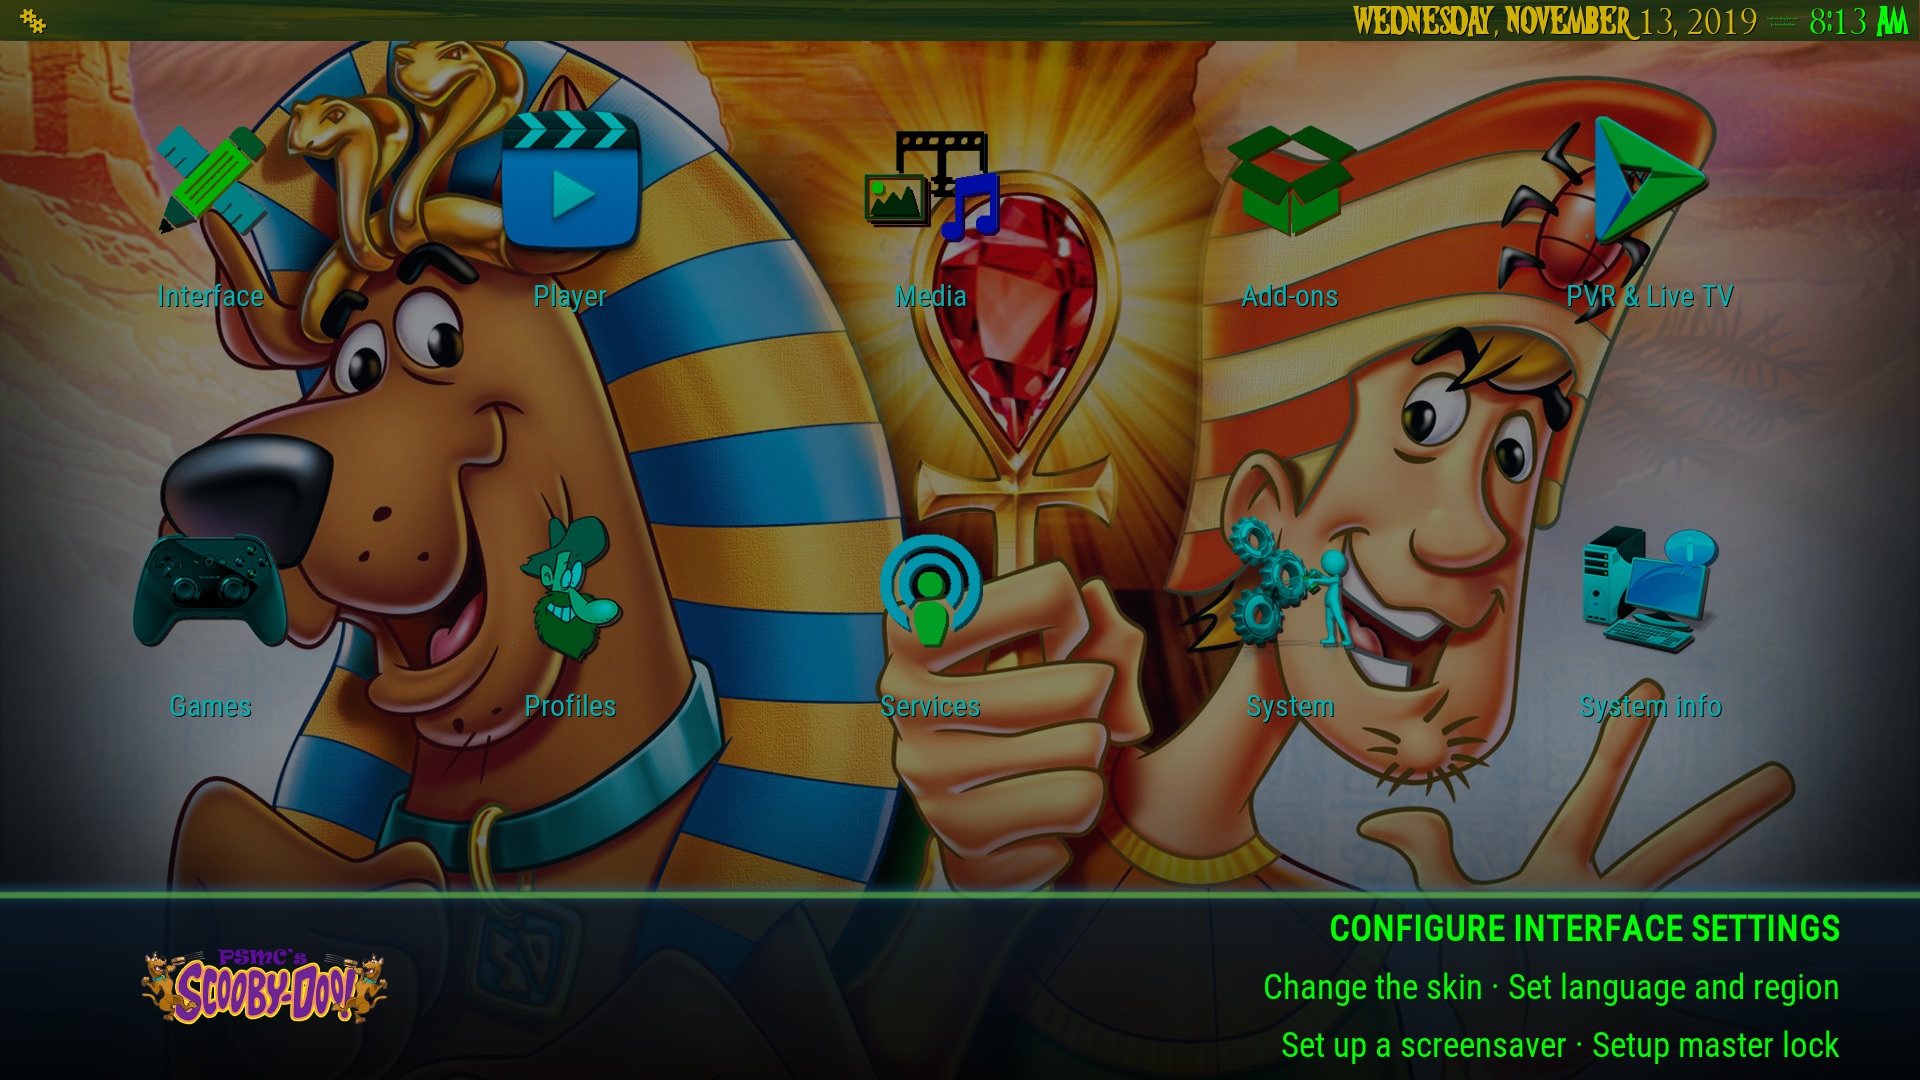 WEDNESDAY, NOVEMBER 13, 2019 8:13 AM
Interface
Player
Media
Add-ons
PVR & Live TV
Games
Profiles
Services
System
System info
CONFIGURE INTERFACE SETTINGS
PSMC's
SCOOBY-DOO!
Change the skin · Set language and region
Set up a screensaver · Setup master lock